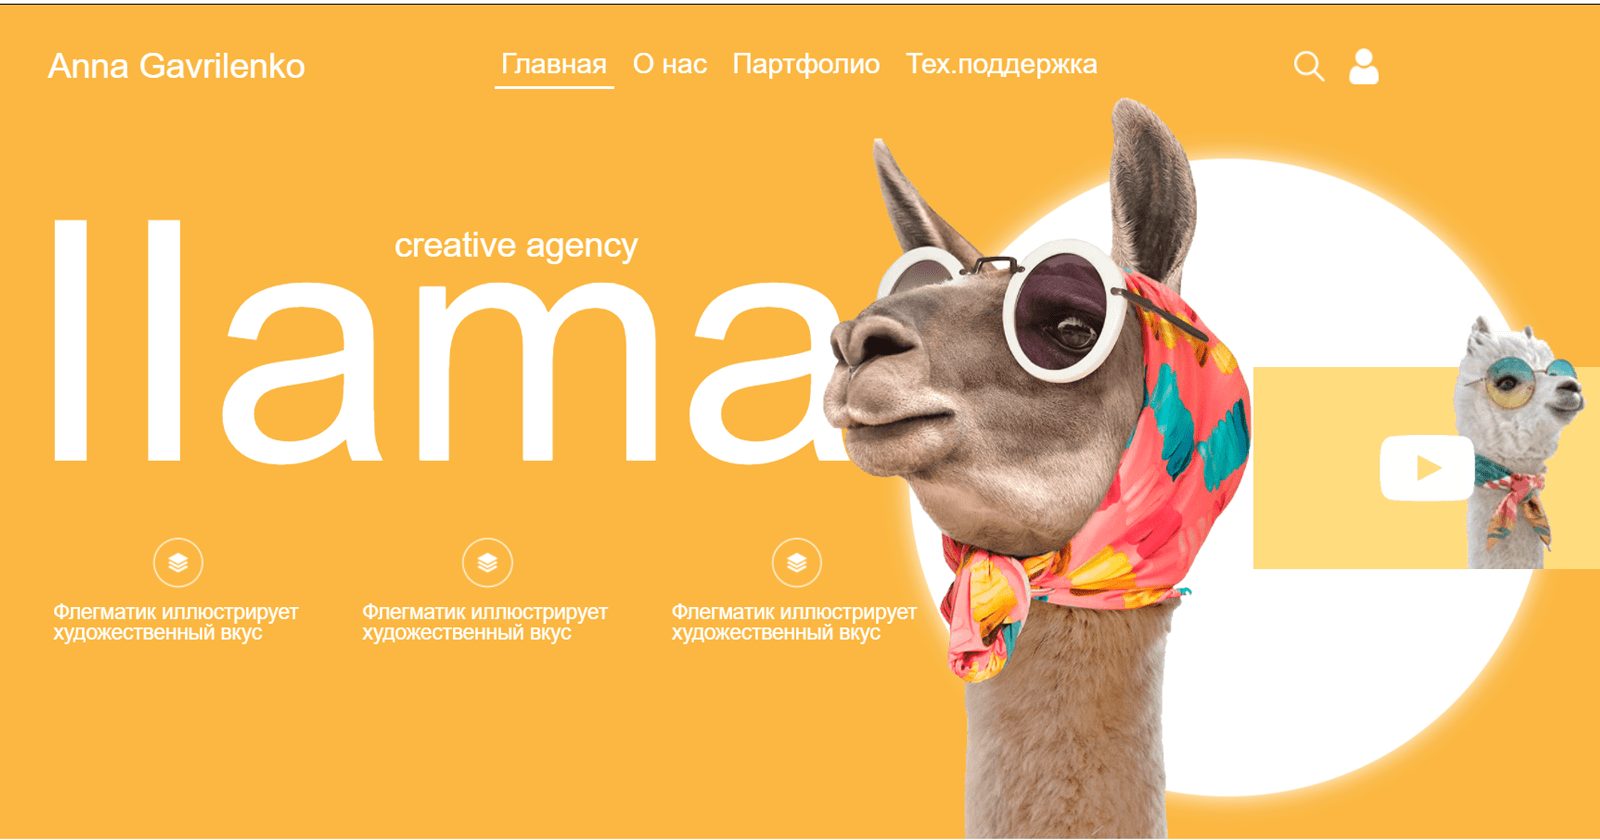 Anna Gavrilenko
Главная О нас Партфолио Тех.поддержка
creative agency
llama
Флегматик иллюстрирует
художественный вкус
Флегматик иллюстрирует
художественный вкус
Флегматик иллюстрирует
художественный вкус